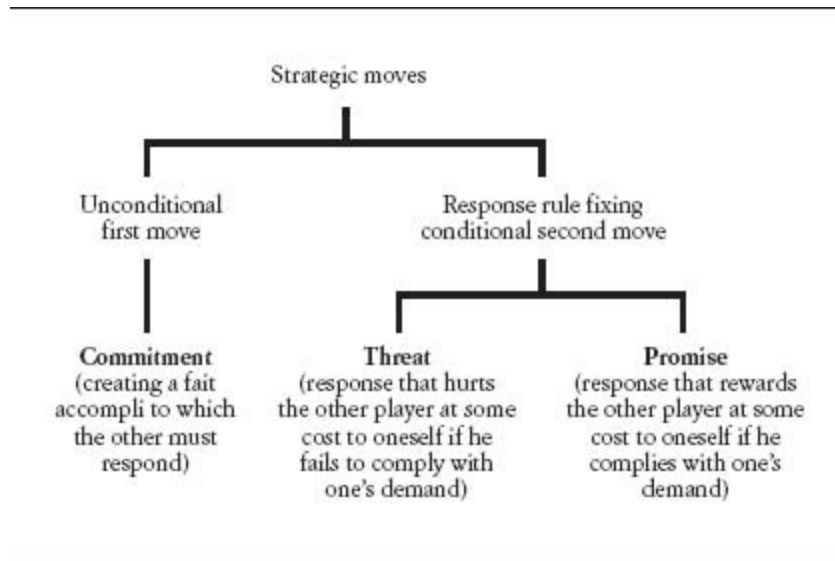 Strategic moves
Unconditional
first move
Response rule fixing
conditional second move
Commitment
(creating a fait
accompli to which
the other must
respond)
Threat
(response that hurts
the other player at some
cost to oneself if he
fails to comply with
one's demand)
Promise
(response that rewards
the other player at some
cost to oneself if he
complies with one's
demand)